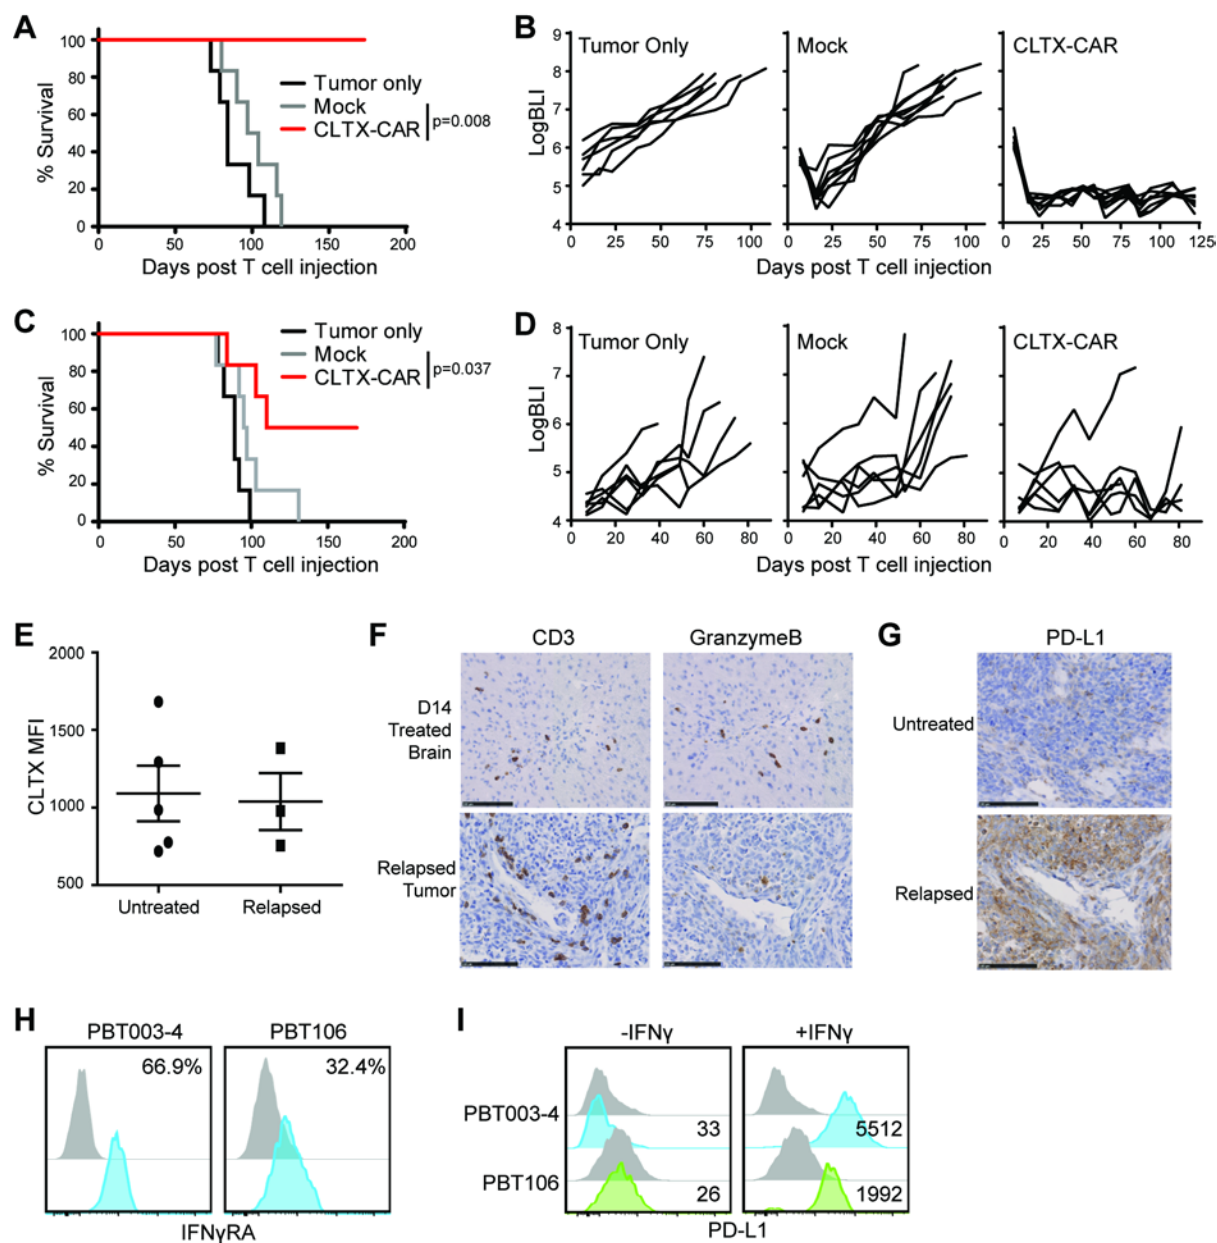 A
% Survival
100
80
60
40
20
0
0 50 100 150 200
Days post T cell injection
Tumor only
Mock
CLTX-CAR
p=0.008
B
LogBLI
9
8
7
6
5
4
Tumor Only
Mock
CLTX-CAR
0 25 50 75 100
0 25 50 75 100
0 25 50 75 100 125
Days post T cell injection
C
% Survival
100
80
60
40
20
0
0 50 100 150 200
Days post T cell injection
Tumor only
Mock
CLTX-CAR
p=0.037
D
LogBLI
8
7
6
5
4
Tumor Only
Mock
CLTX-CAR
0 20 40 60 80
0 20 40 60 80
0 20 40 60 80
Days post T cell injection
E
CLTX MFI
2000
1500
1000
500
Untreated
Relapsed
F
CD3
GranzymeB
D14
Treated
Brain
Relapsed
Tumor
G
PD-L1
Untreated
Relapsed
H
PBT003-4
PBT106
66.9%
32.4%
IFNγRA
I
-IFNγ
+IFNγ
PBT003-4
33
5512
PBT106
26
1992
PD-L1